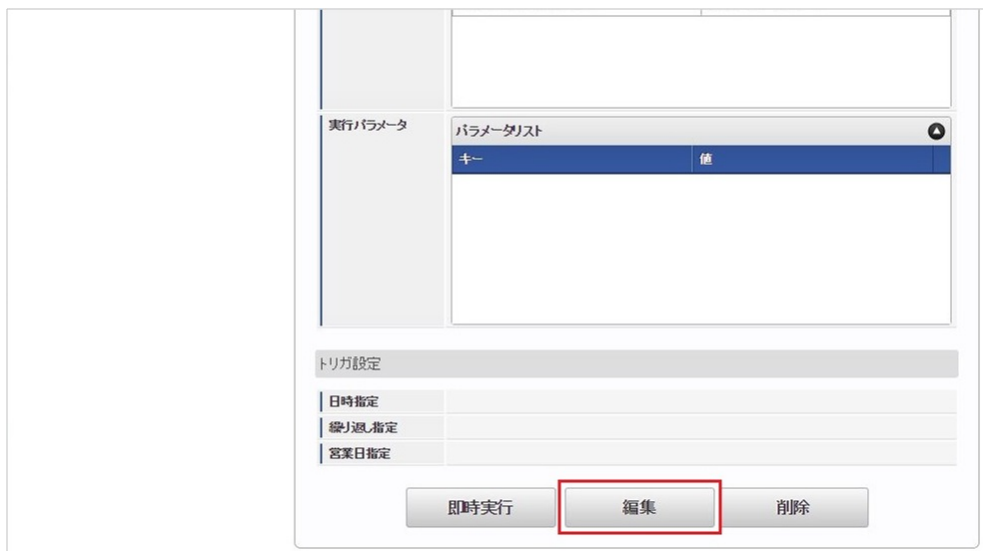 実行パラメータ
パラメータリスト
キー 値
トリガ設定
日時指定
繰り返し指定
営業日指定
即時実行 編集 削除